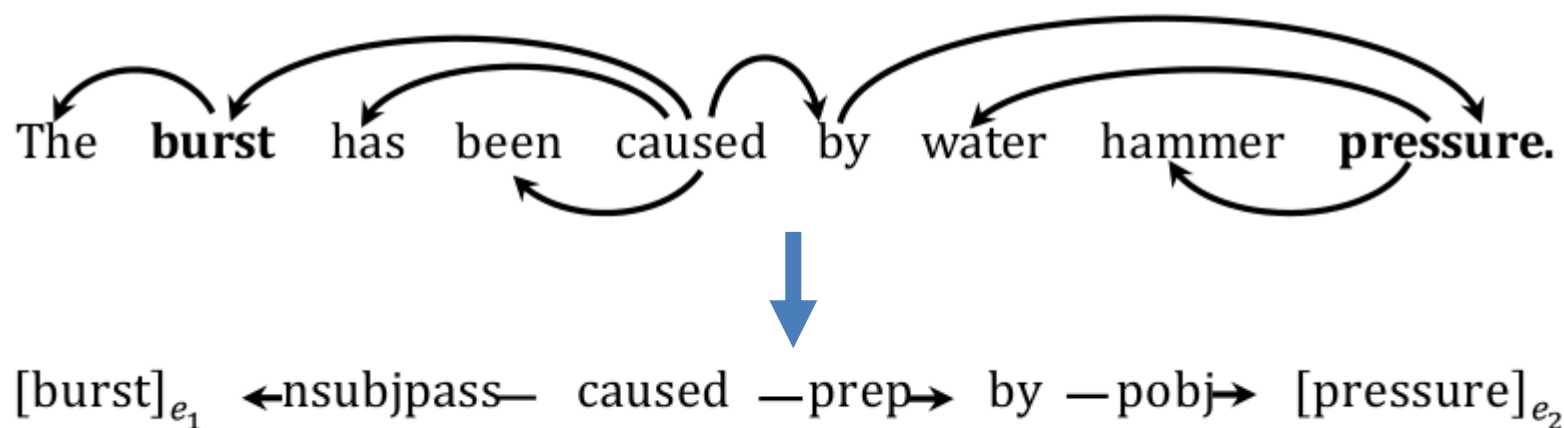 The burst has been caused by water hammer pressure.
[burst]e₁ nsubjpass caused prep by pobj [pressure]e₂